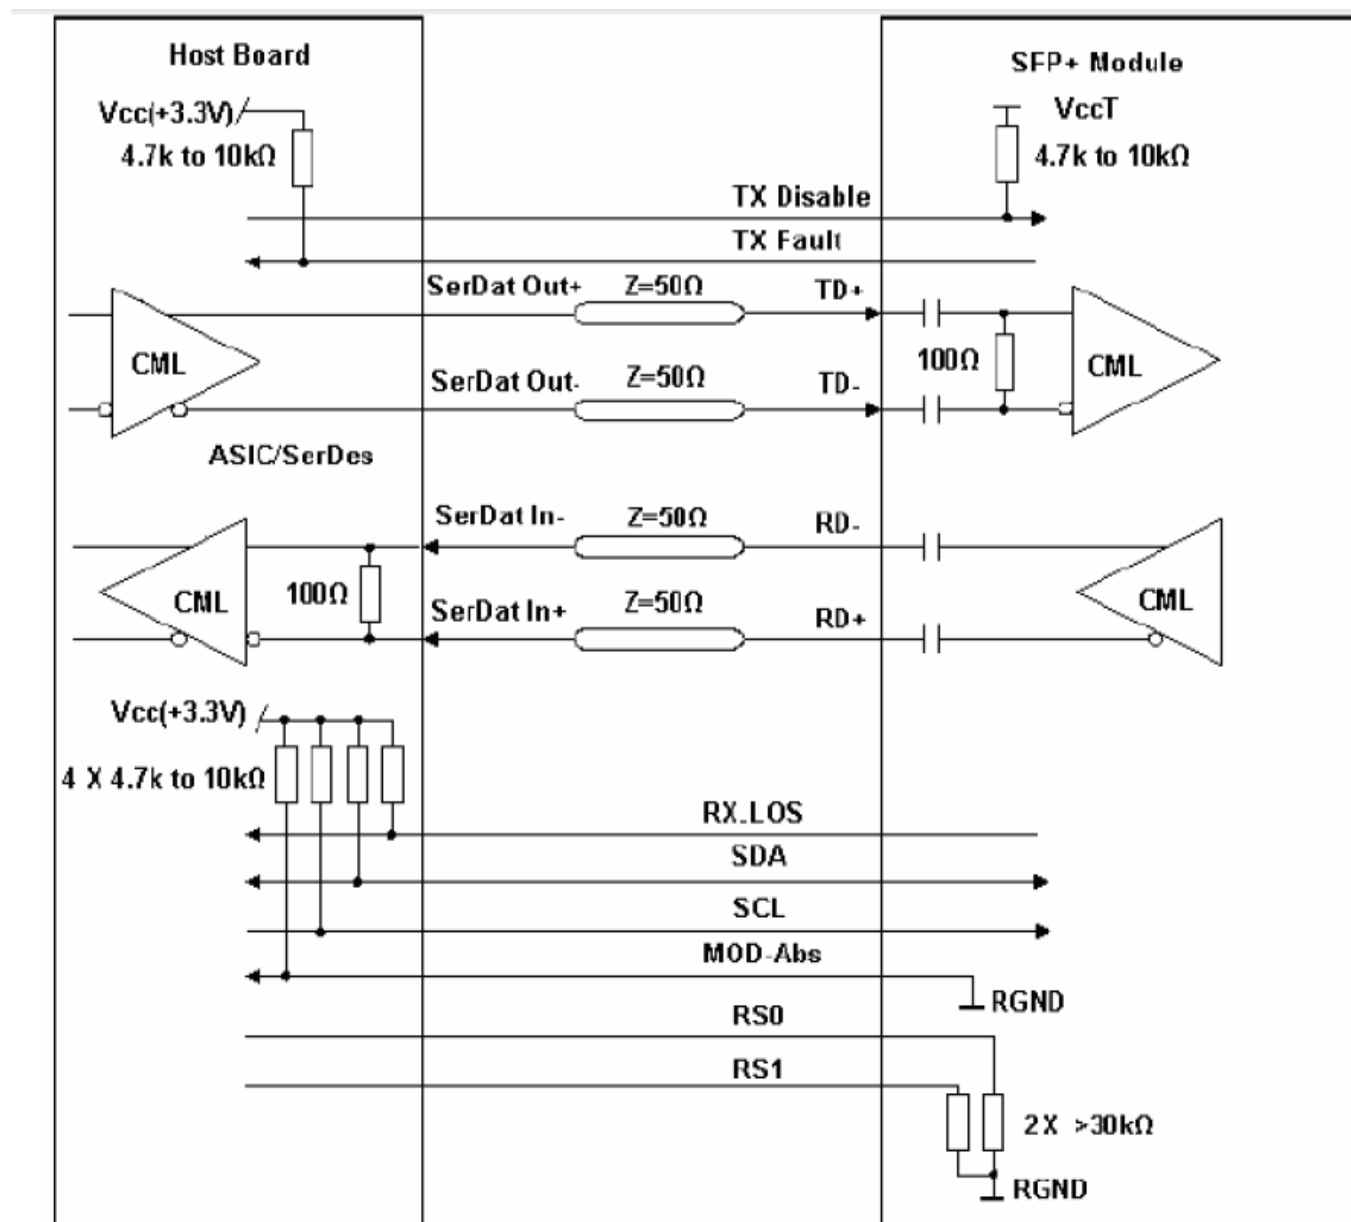 Host Board
SFP+ Module
Vcc(+3.3V)
VccT
4.7k to 10kΩ
4.7k to 10kΩ
TX Disable
TX Fault
SerDat Out+
Z=50Ω
TD+
CML
100Ω
CML
SerDat Out-
Z=50Ω
TD-
ASIC/SerDes
SerDat In-
Z=50Ω
RD-
CML
100Ω
SerDat In+
Z=50Ω
RD+
CML
Vcc(+3.3V)
4 X 4.7k to 10kΩ
RX_LOS
SDA
SCL
MOD-Abs
RGND
RS0
RS1
2X >30kΩ
RGND